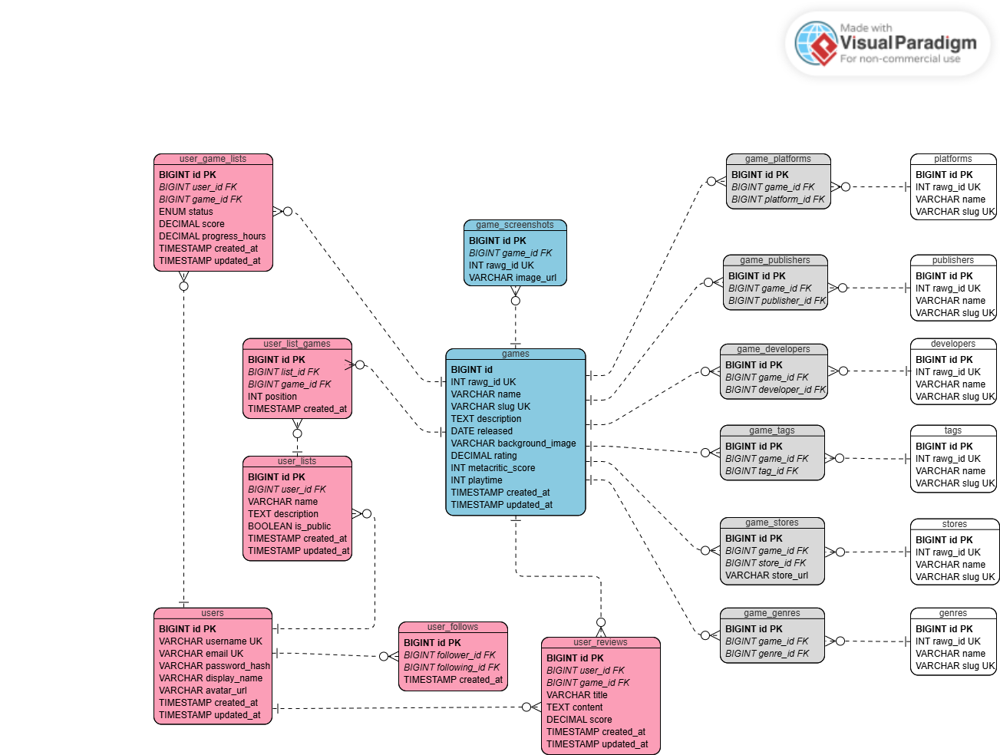 Made with
Visual Paradigm
For non-commercial use
user_game_lists
BIGINT id PK
BIGINT user_id FK
BIGINT game_id FK
ENUM status
DECIMAL score
DECIMAL progress_hours
TIMESTAMP created_at
TIMESTAMP updated_at
game_screenshots
BIGINT id PK
BIGINT game_id FK
INT rawg_id UK
VARCHAR image_url
game_platforms
BIGINT id PK
BIGINT game_id FK
BIGINT platform_id FK
platforms
BIGINT id PK
INT rawg_id UK
VARCHAR name
VARCHAR slug UK
game_publishers
BIGINT id PK
BIGINT game_id FK
BIGINT publisher_id FK
publishers
BIGINT id PK
INT rawg_id UK
VARCHAR name
VARCHAR slug UK
user_list_games
BIGINT id PK
BIGINT list_id FK
BIGINT game_id FK
INT position
TIMESTAMP created_at
games
BIGINT id
INT rawg_id UK
VARCHAR name
VARCHAR slug UK
TEXT description
DATE released
VARCHAR background_image
DECIMAL rating
INT metacritic_score
INT playtime
TIMESTAMP created_at
TIMESTAMP updated_at
game_developers
BIGINT id PK
BIGINT game_id FK
BIGINT developer_id FK
developers
BIGINT id PK
INT rawg_id UK
VARCHAR name
VARCHAR slug UK
game_tags
BIGINT id PK
BIGINT game_id FK
BIGINT tag_id FK
tags
BIGINT id PK
INT rawg_id UK
VARCHAR name
VARCHAR slug UK
user_lists
BIGINT id PK
BIGINT user_id FK
VARCHAR name
TEXT description
BOOLEAN is_public
TIMESTAMP created_at
TIMESTAMP updated_at
game_stores
BIGINT id PK
BIGINT game_id FK
BIGINT store_id FK
VARCHAR store_url
stores
BIGINT id PK
INT rawg_id UK
VARCHAR name
VARCHAR slug UK
users
BIGINT id PK
VARCHAR username UK
VARCHAR email UK
VARCHAR password_hash
VARCHAR display_name
VARCHAR avatar_url
TIMESTAMP created_at
TIMESTAMP updated_at
user_follows
BIGINT id PK
BIGINT follower_id FK
BIGINT following_id FK
TIMESTAMP created_at
user_reviews
BIGINT id PK
BIGINT user_id FK
BIGINT game_id FK
VARCHAR title
TEXT content
DECIMAL score
TIMESTAMP created_at
TIMESTAMP updated_at
game_genres
BIGINT id PK
BIGINT game_id FK
BIGINT genre_id FK
genres
BIGINT id PK
INT rawg_id UK
VARCHAR name
VARCHAR slug UK